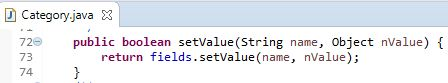 Category.java
72 public boolean setValue(String name, Object nValue) {
73 return fields.setValue(name, nValue);
74 }